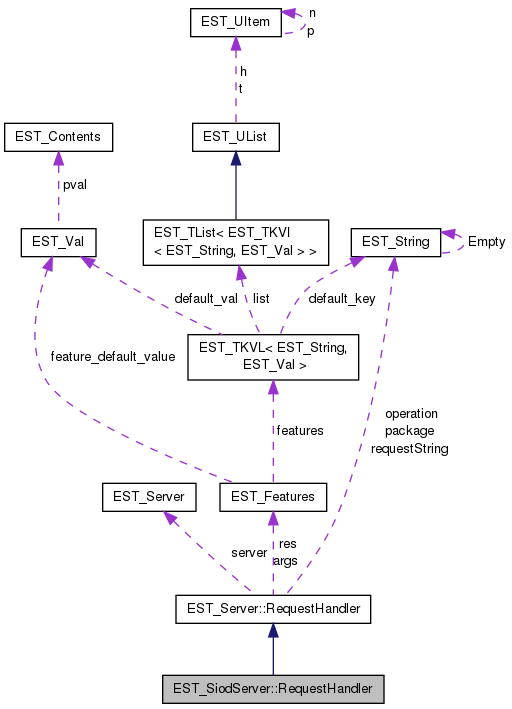 EST_UItem
n
p
h
t
EST_Contents
EST_UList
pval
EST_Val
EST_TList< EST_TKVI
< EST_String, EST_Val > >
EST_String
Empty
default_val
list
default_key
feature_default_value
EST_TKVL< EST_String,
EST_Val >
operation
package
requestString
features
EST_Server
EST_Features
server
res
args
EST_Server::RequestHandler
EST_SiodServer::RequestHandler